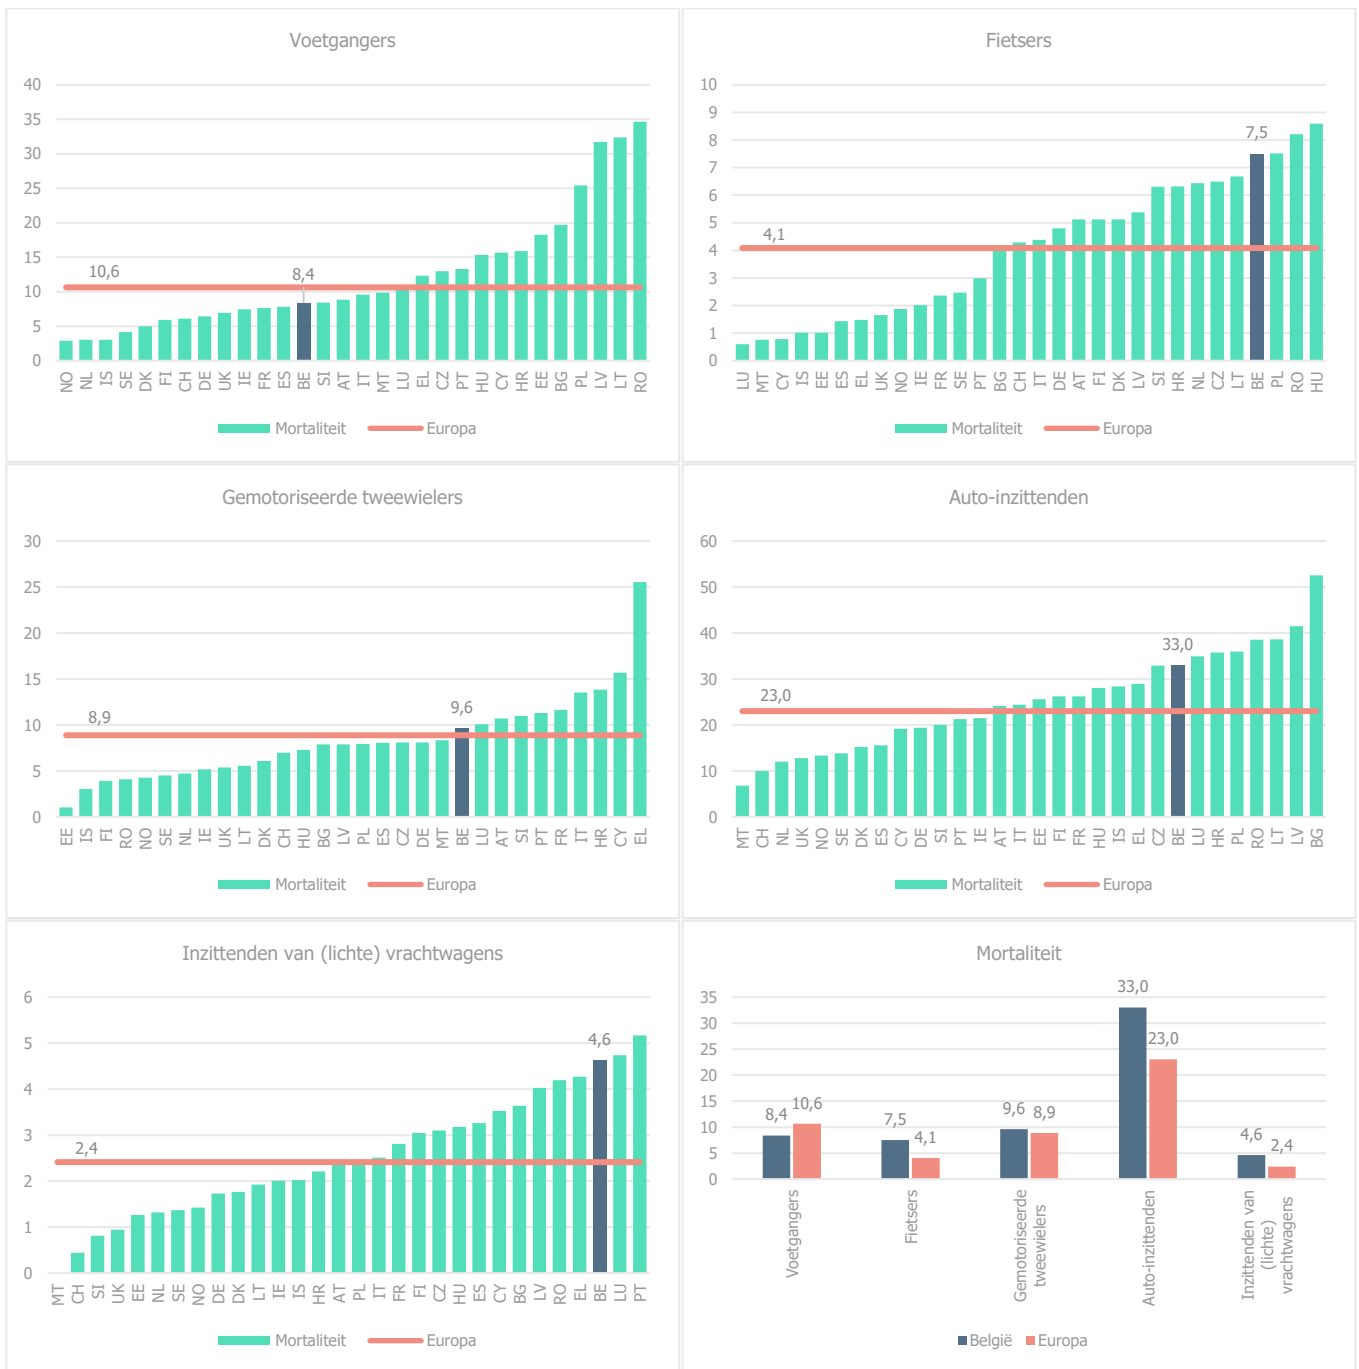 Voetgangers
40
35
30
25
20
15
10
5
0
10,6
8,4
NO NL IS SE DK FI CH DE UK IE FR ES BE SI AT IT MT LU EL CZ PT HU CY HR EE BG PL LV LT RO
Mortaliteit Europa
Fietsers
10
9
8
7
6
5
4
3
2
1
0
4,1
7,5
LU MT CY IS EE ES EL UK NO IE FR SE PT BG CH IT DE AT FI DK LV SI HR NL CZ LT BE PL RO HU
Mortaliteit Europa
Gemotoriseerde tweewielers
30
25
20
15
10
5
0
8,9
9,6
EE IS FI RO NO SE NL IE UK LT DK CH HU BG LV PL ES CZ DE MT BE LU AT SI PT FR IT HR CY EL
Mortaliteit Europa
Auto-inzittenden
60
50
40
30
20
10
0
23,0
33,0
MT CH NL UK NO SE DK ES CY DE SI PT IE AT IT EE FI FR HU IS EL CZ BE LU HR PL RO LT LV BG
Mortaliteit Europa
Inzittenden van (lichte) vrachtwagens
6
5
4
3
2
1
0
2,4
4,6
MT CH SI UK EE NL SE NO DE DK LT IE IS HR AT PL IT FR FI CZ HU ES CY BG LV RO EL BE LU PT
Mortaliteit Europa
Mortaliteit
35
30
25
20
15
10
5
0
8,4 10,6
7,5 4,1
9,6 8,9
33,0 23,0
4,6 2,4
Voetgangers
Fietsers
Gemotoriseerde
tweewielers
Auto-inzittenden
Inzittenden van
(lichte)
vrachtwagens
België Europa